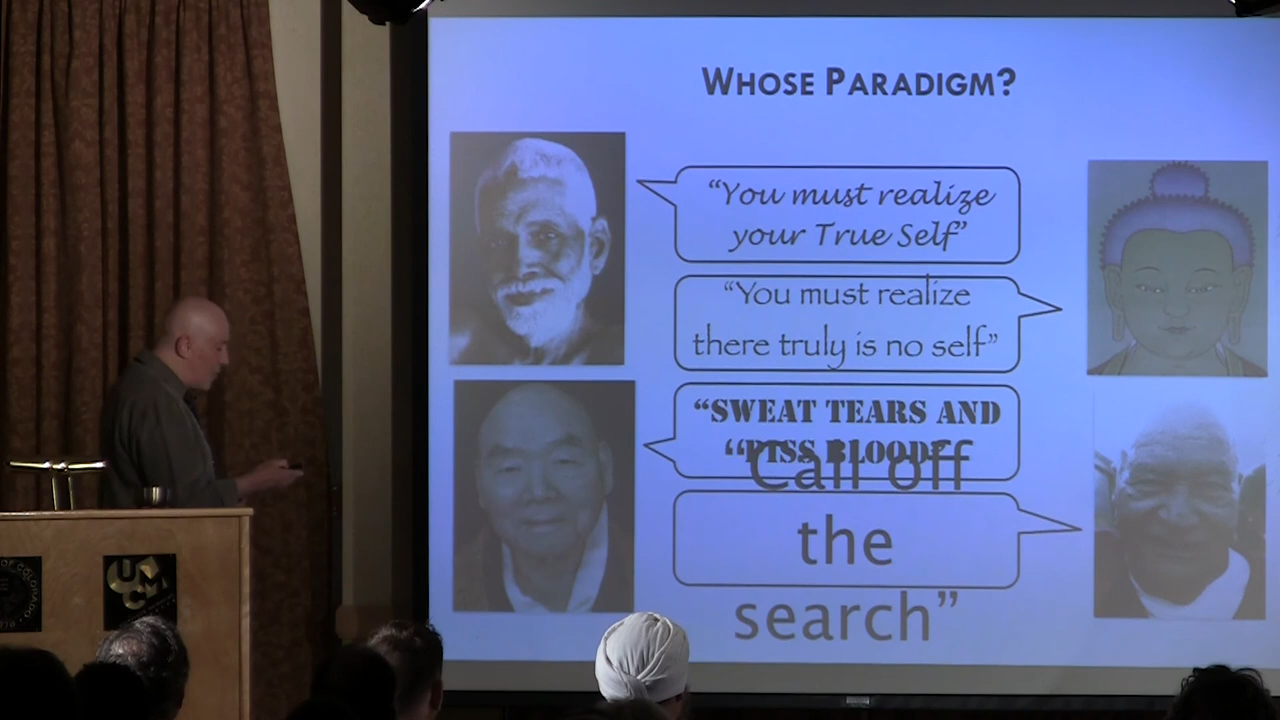 WHOSE PARADIGM?
“You must realize
your True Self”
“You must realize
there truly is no self”
“SWEAT TEARS AND
“PISS BLOOD”
“Call off
the
search”
UMC